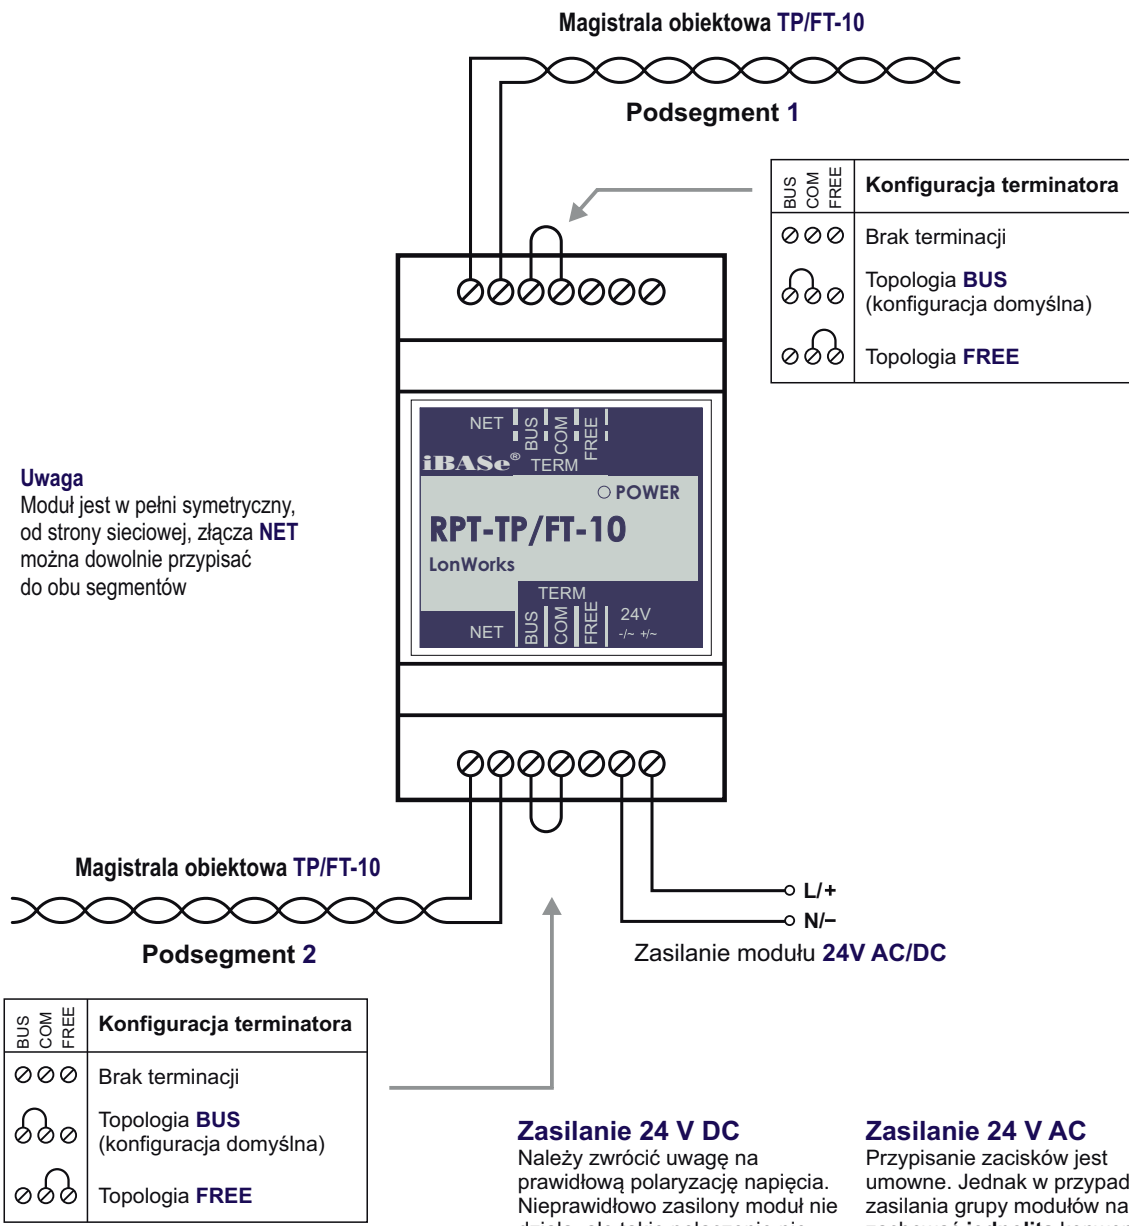 Magistrala obiektowa TP/FT-10
Podsegment 1
BUS
COM
FREE
Konfiguracja terminatora
Brak terminacji
Topologia BUS
(konfiguracja domyślna)
Topologia FREE
NET
BUS
COM
FREE
iBASe®
TERM
POWER
RPT-TP/FT-10
LonWorks
TERM
NET
BUS
COM
FREE
24V
-/~ +/~
Uwaga
Moduł jest w pełni symetryczny,
od strony sieciowej, złącza NET
można dowolnie przypisać
do obu segmentów
Magistrala obiektowa TP/FT-10
Podsegment 2
L/+
N/–
Zasilanie modułu 24V AC/DC
BUS
COM
FREE
Konfiguracja terminatora
Brak terminacji
Topologia BUS
(konfiguracja domyślna)
Topologia FREE
Zasilanie 24 V DC
Należy zwrócić uwagę na
prawidłową polaryzację napięcia.
Nieprawidłowo zasilony moduł nie
Zasilanie 24 V AC
Przypisanie zacisków jest
umowne. Jednak w przypad
zasilania grupy modułów na